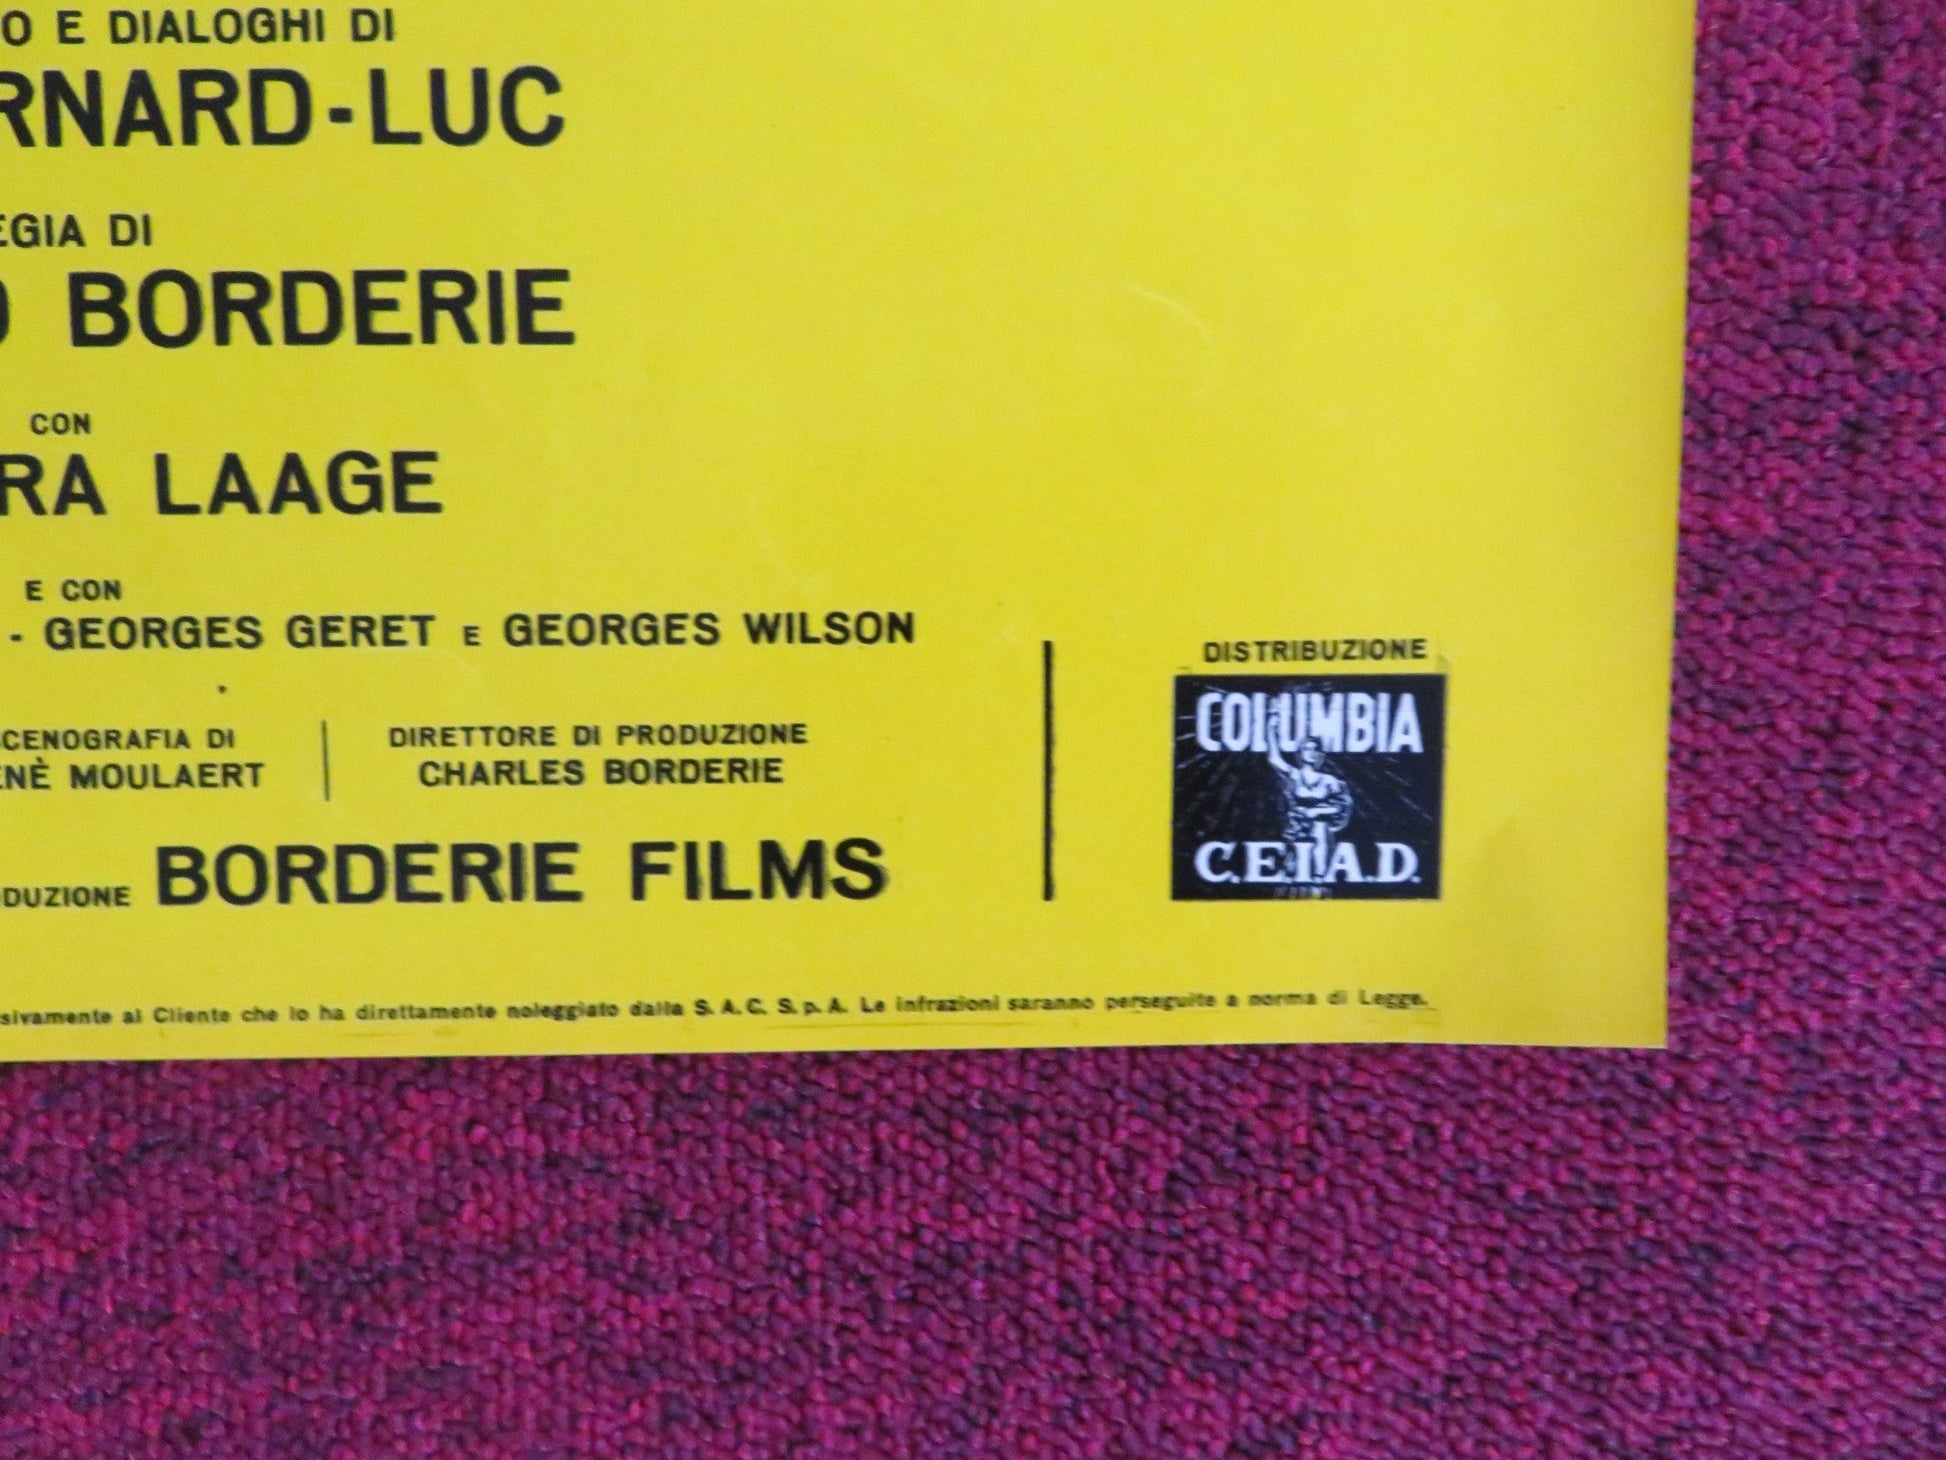 O E DIALOGHI DI
RNARD-LUC
EGIA DI
O BORDERIE
CON
RA LAAGE
E CON
- GEORGES GERET E GEORGES WILSON
CENOGRAFIA DI
ENÈ MOULAERT
DIRETTORE DI PRODUZIONE
CHARLES BORDERIE
DUZIONE BORDERIE FILMS
DISTRIBUZIONE
COLUMBIA
C.E.I.A.D.
sivamente al Cliente che lo ha direttamente noleggiato dalla S. A. C. S. p. A. Le infrazioni saranno perseguite a norma di Legge.